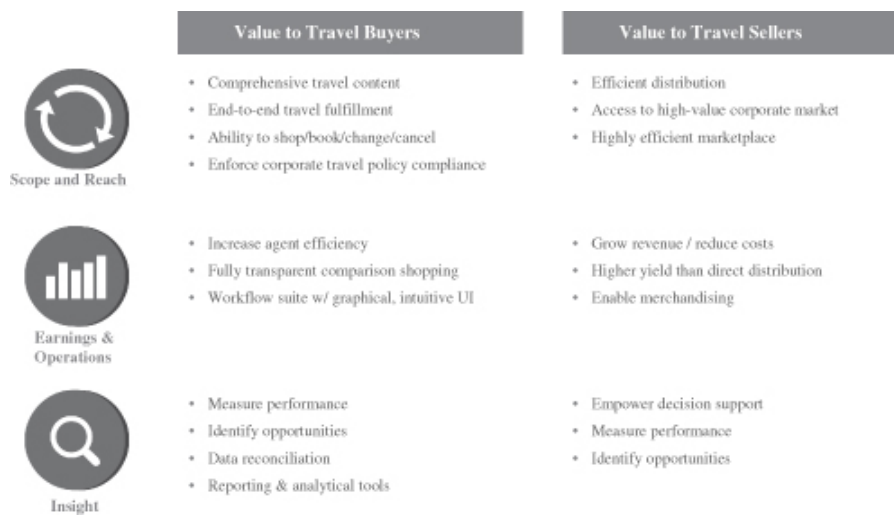 Value to Travel Buyers
Value to Travel Sellers
Scope and Reach
• Comprehensive travel content
• End-to-end travel fulfillment
• Ability to shop/book/change/cancel
• Enforce corporate travel policy compliance
• Efficient distribution
• Access to high-value corporate market
• Highly efficient marketplace
Earnings &
Operations
• Increase agent efficiency
• Fully transparent comparison shopping
• Workflow suite w/ graphical, intuitive UI
• Grow revenue / reduce costs
• Higher yield than direct distribution
• Enable merchandising
Insight
• Measure performance
• Identify opportunities
• Data reconciliation
• Reporting & analytical tools
• Empower decision support
• Measure performance
• Identify opportunities